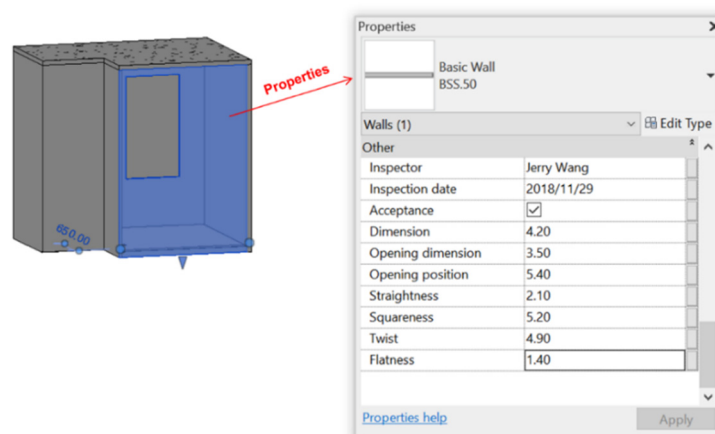 Properties
Properties
Basic Wall
BSS.50
Walls (1)
Edit Type
Other
Inspector Jerry Wang
Inspection date 2018/11/29
Acceptance
Dimension 4.20
Opening dimension 3.50
Opening position 5.40
Straightness 2.10
Squareness 5.20
Twist 4.90
Flatness 1.40
Properties help
Apply
650.00